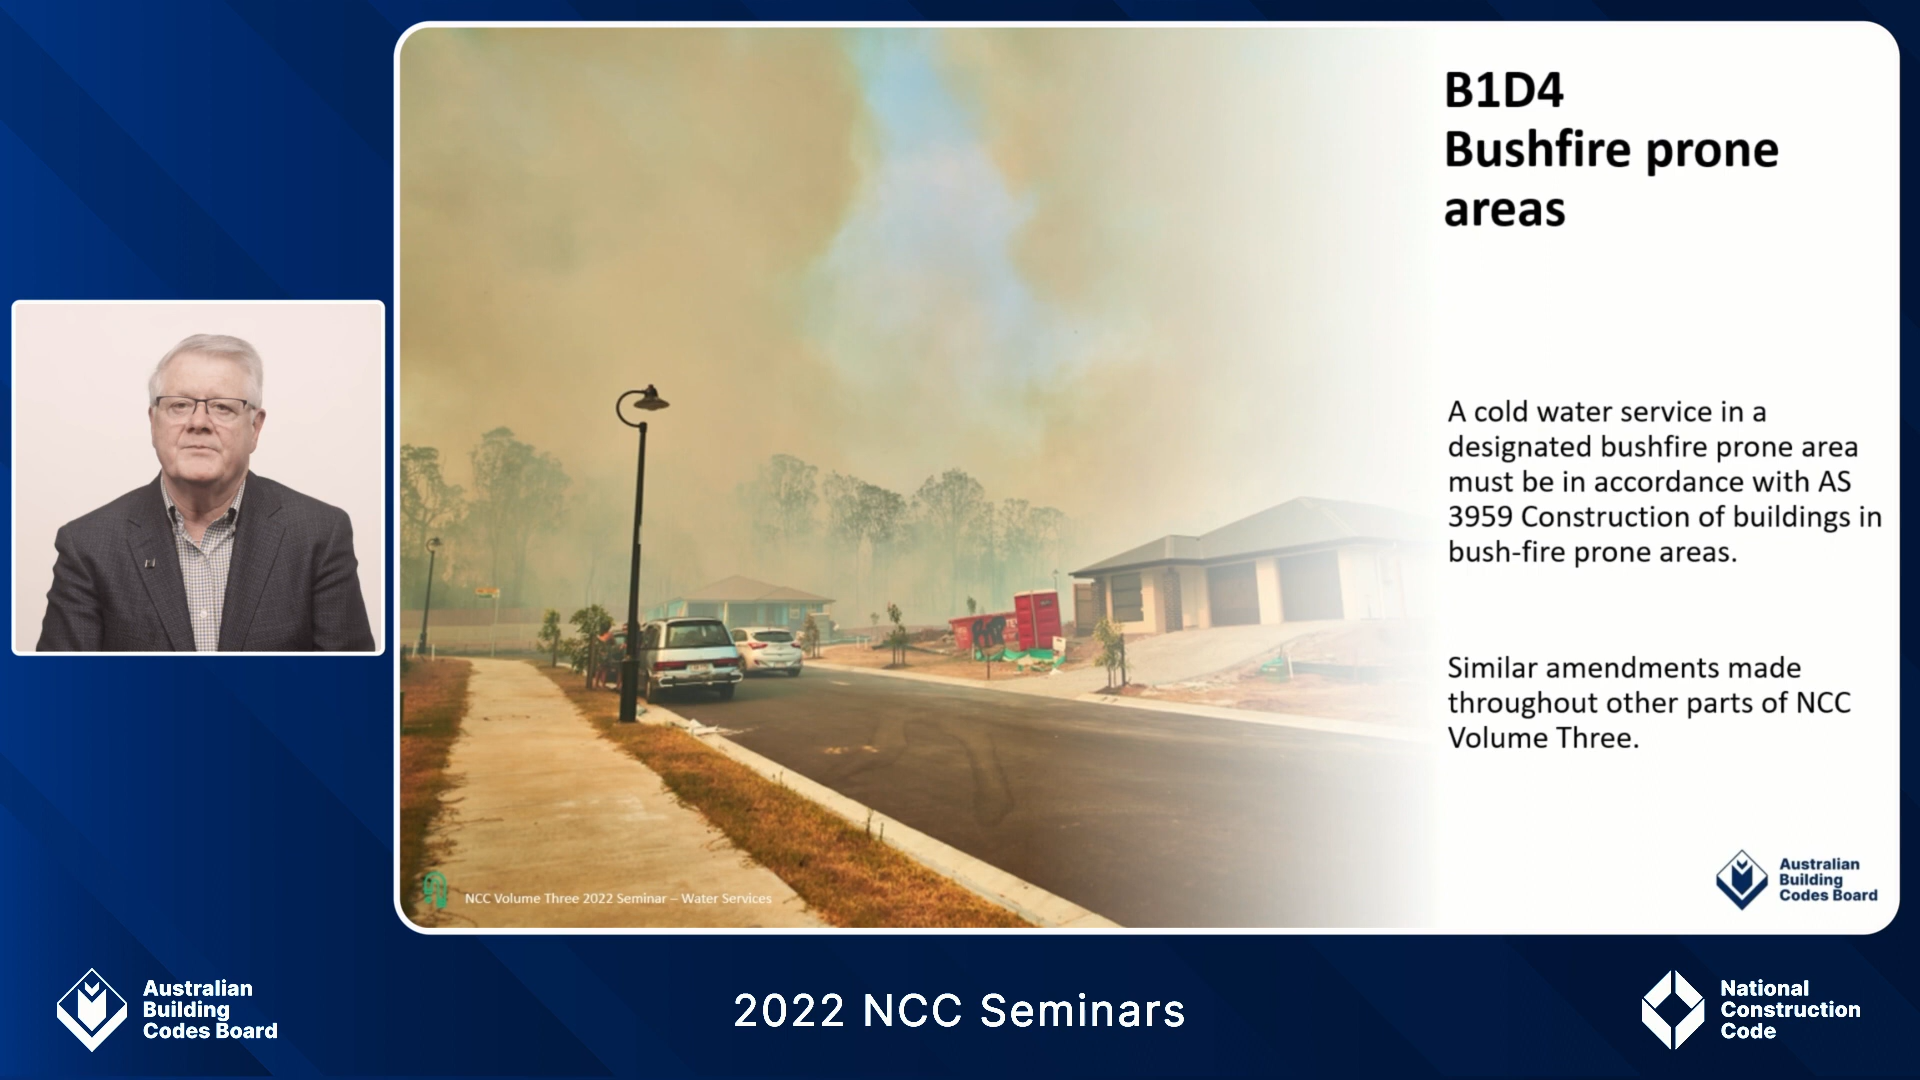 B1D4
Bushfire prone
areas
A cold water service in a
designated bushfire prone area
must be in accordance with AS
3959 Construction of buildings in
bush-fire prone areas.
Similar amendments made
throughout other parts of NCC
Volume Three.
NCC Volume Three 2022 Seminar – Water Services
Australian
Building
Codes Board
Australian
Building
Codes Board
2022 NCC Seminars
National
Construction
Code